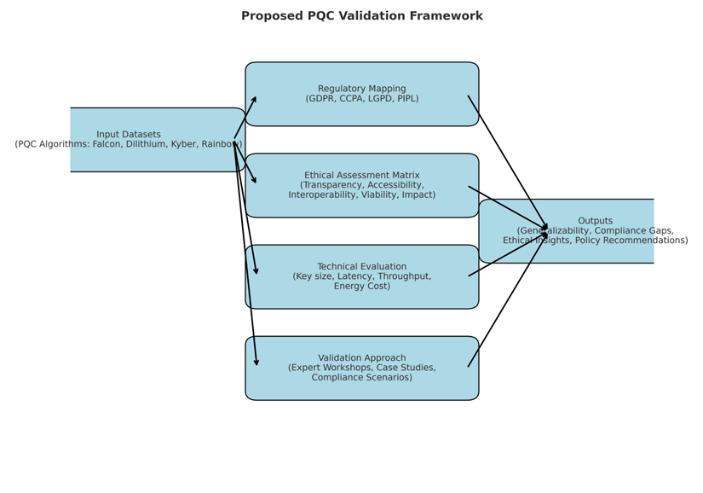 Proposed PQC Validation Framework
Regulatory Mapping
(GDPR, CCPA, LGPD, PIPL)
Input Datasets
(PQC Algorithms: Falcon, Dilithium, Kyber, Rainbow)
Ethical Assessment Matrix
(Transparency, Accessibility,
Interoperability, Viability, Impact)
Outputs
(Generalizability, Compliance Gaps,
Ethical Insights, Policy Recommendations)
Technical Evaluation
(Key size, Latency, Throughput,
Energy Cost)
Validation Approach
(Expert Workshops, Case Studies,
Compliance Scenarios)